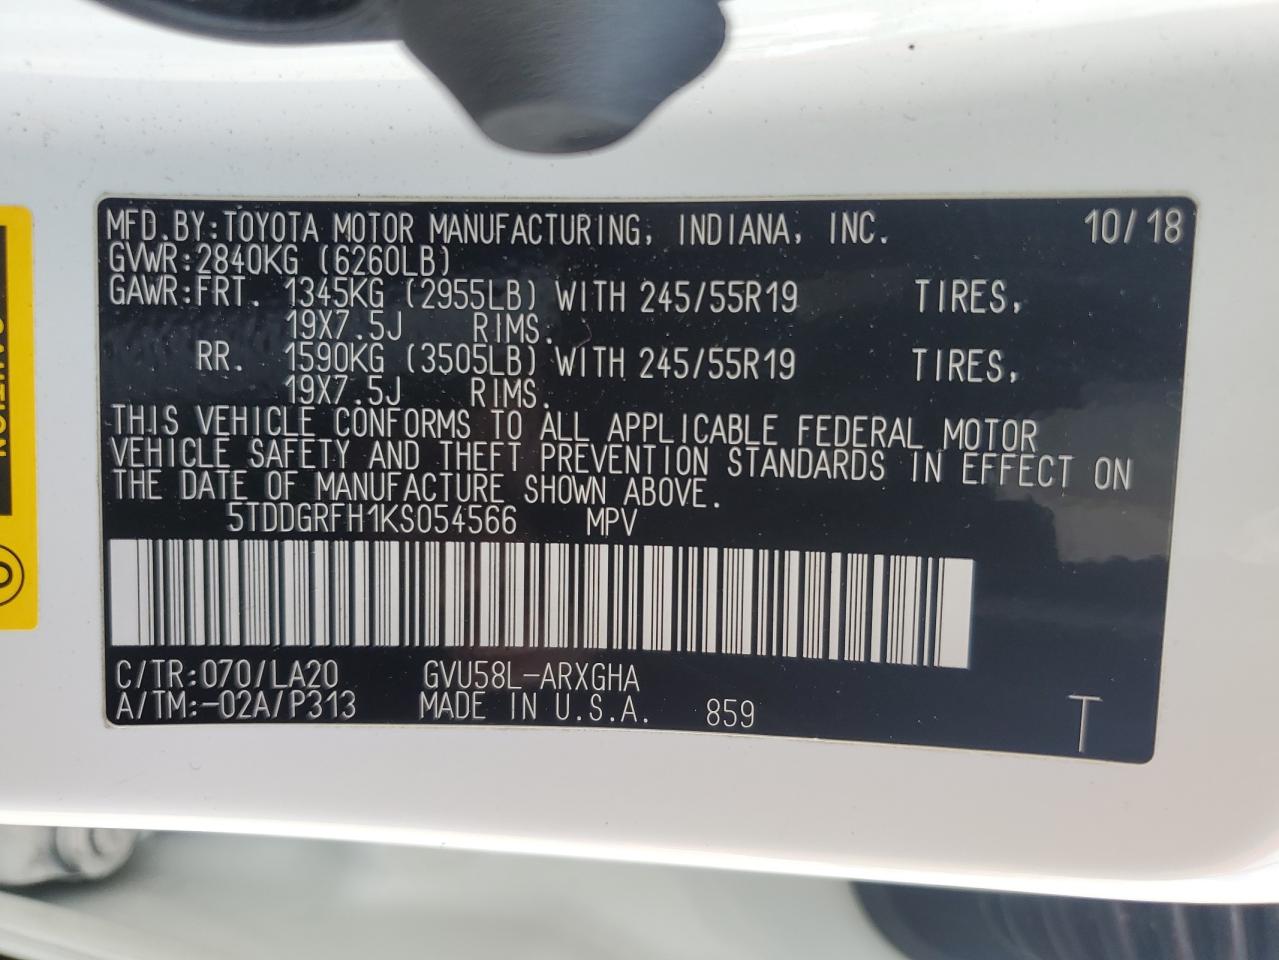 MFD.BY:TOYOTA MOTOR MANUFACTURING, INDIANA, INC. 10/18
GVWR:2840KG (6260LB)
GAWR:FRT. 1345KG (2955LB) WITH 245/55R19 TIRES,
19X7.5J RIMS.
RR. 1590KG (3505LB) WITH 245/55R19 TIRES,
19X7.5J RIMS.
THIS VEHICLE CONFORMS TO ALL APPLICABLE FEDERAL MOTOR
VEHICLE SAFETY AND THEFT PREVENTION STANDARDS IN EFFECT ON
THE DATE OF MANUFACTURE SHOWN ABOVE.
5TDDGRFH1KS054566 MPV
C/TR:070/LA20 GVU58L-ARXGHA
A/TM:-02A/P313 MADE IN U.S.A. 859 T